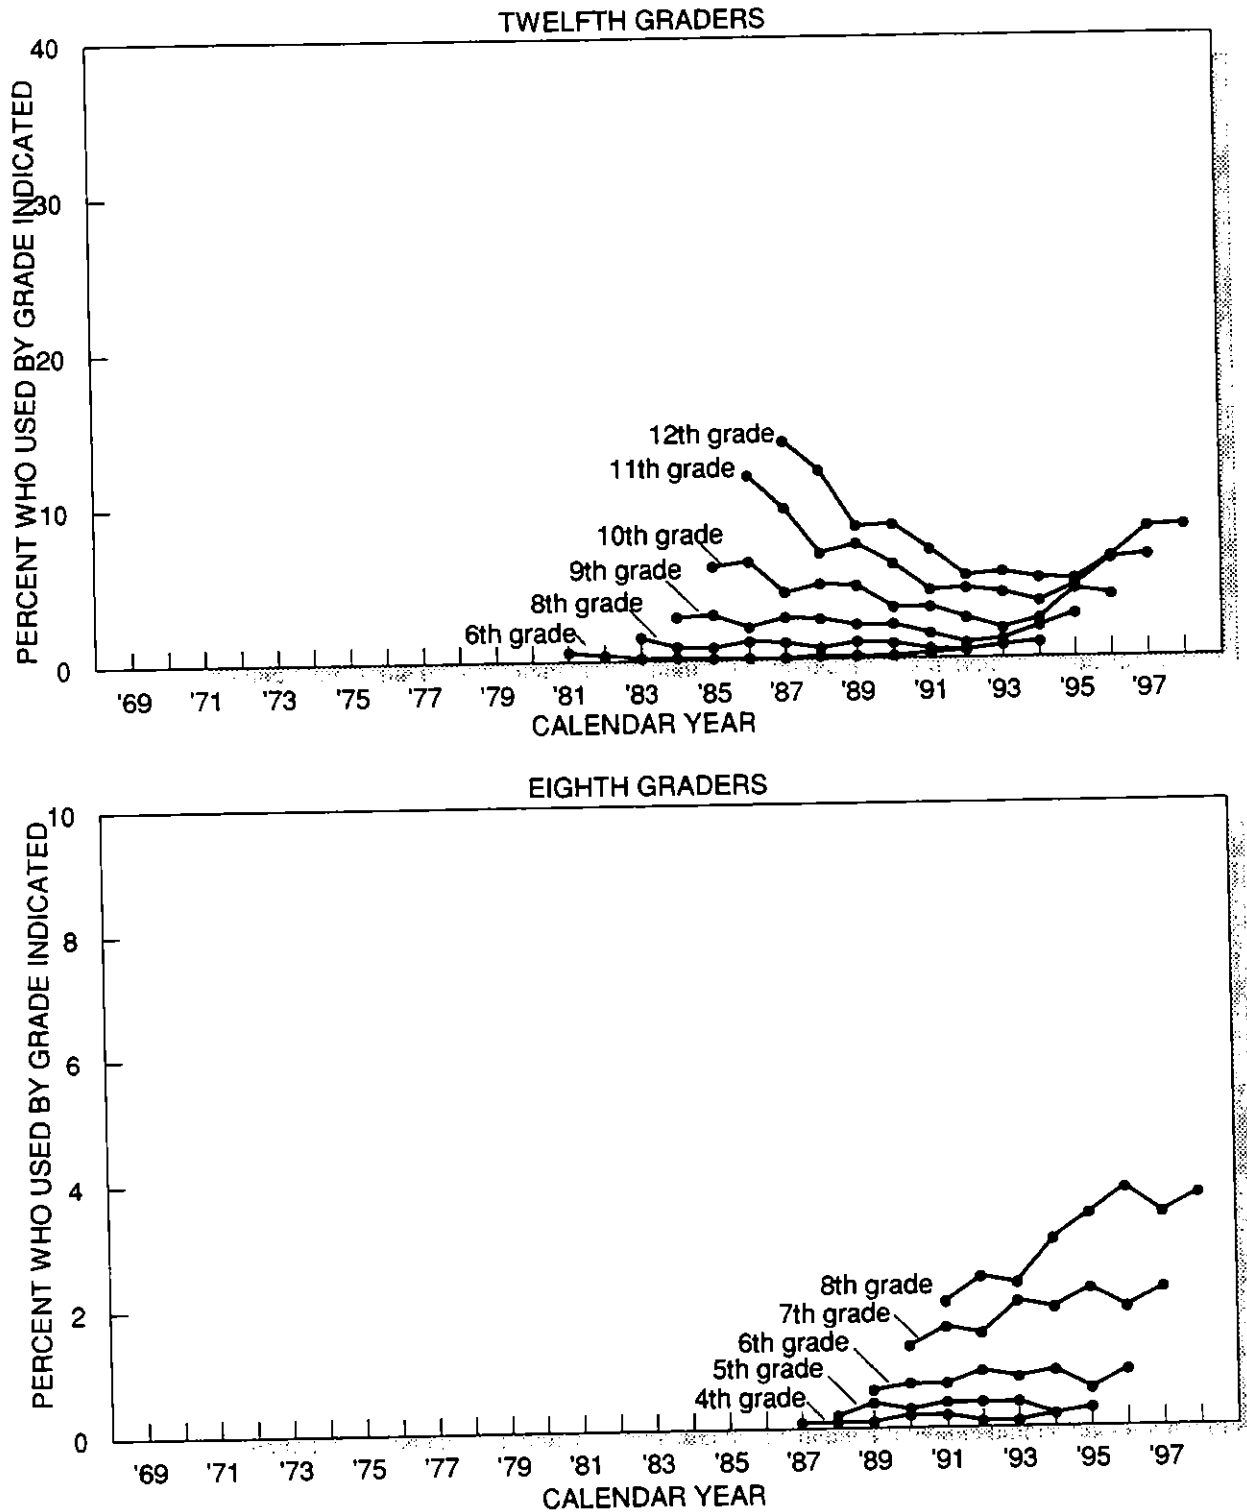 TWELFTH GRADERS
PERCENT WHO USED BY GRADE INDICATED
40
30
20
10
0
12th grade
11th grade
10th grade
9th grade
8th grade
6th grade
'69 '71 '73 '75 '77 '79 '81 '83 '85 '87 '89 '91 '93 '95 '97
CALENDAR YEAR
EIGHTH GRADERS
PERCENT WHO USED BY GRADE INDICATED
10
8
6
4
2
0
8th grade
7th grade
6th grade
5th grade
4th grade
'69 '71 '73 '75 '77 '79 '81 '83 '85 '87 '89 '91 '93 '95 '97
CALENDAR YEAR